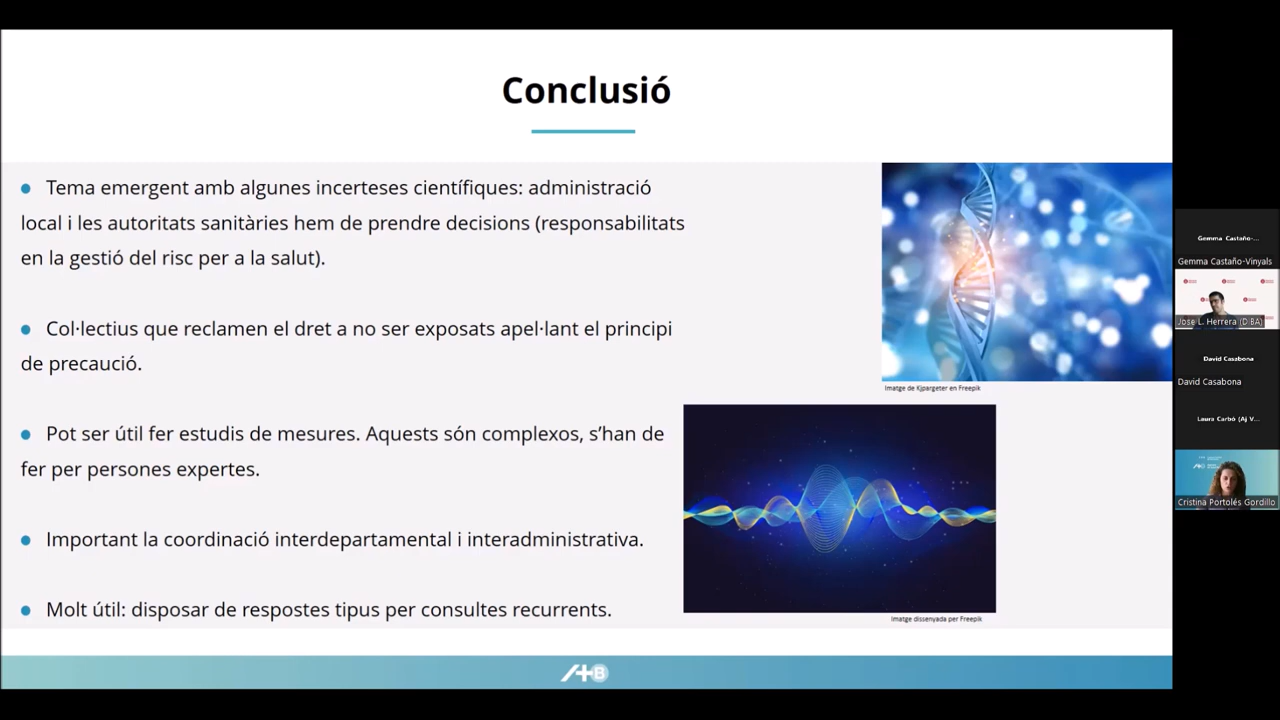 Conclusió
Tema emergent amb algunes incerteses científiques: administració
local i les autoritats sanitàries hem de prendre decisions (responsabilitats
en la gestió del risc per a la salut).
Col·lectius que reclamen el dret a no ser exposats apel·lant el principi
de precaució.
Pot ser útil fer estudis de mesures. Aquests són complexos, s’han de
fer per persones expertes.
Important la coordinació interdepartamental i interadministrativa.
Molt útil: disposar de respostes tipus per consultes recurrents.
Imatge de Kjpargeter en Freepik
Imatge dissenyada per Freepik
B
Gemma Castaño-...
Gemma Castaño-Vinyals
Jose L. Herrera (DIBA)
David Casabona
David Casabona
Laura Carbó (Aj V...
Cristina Portolés Gordillo